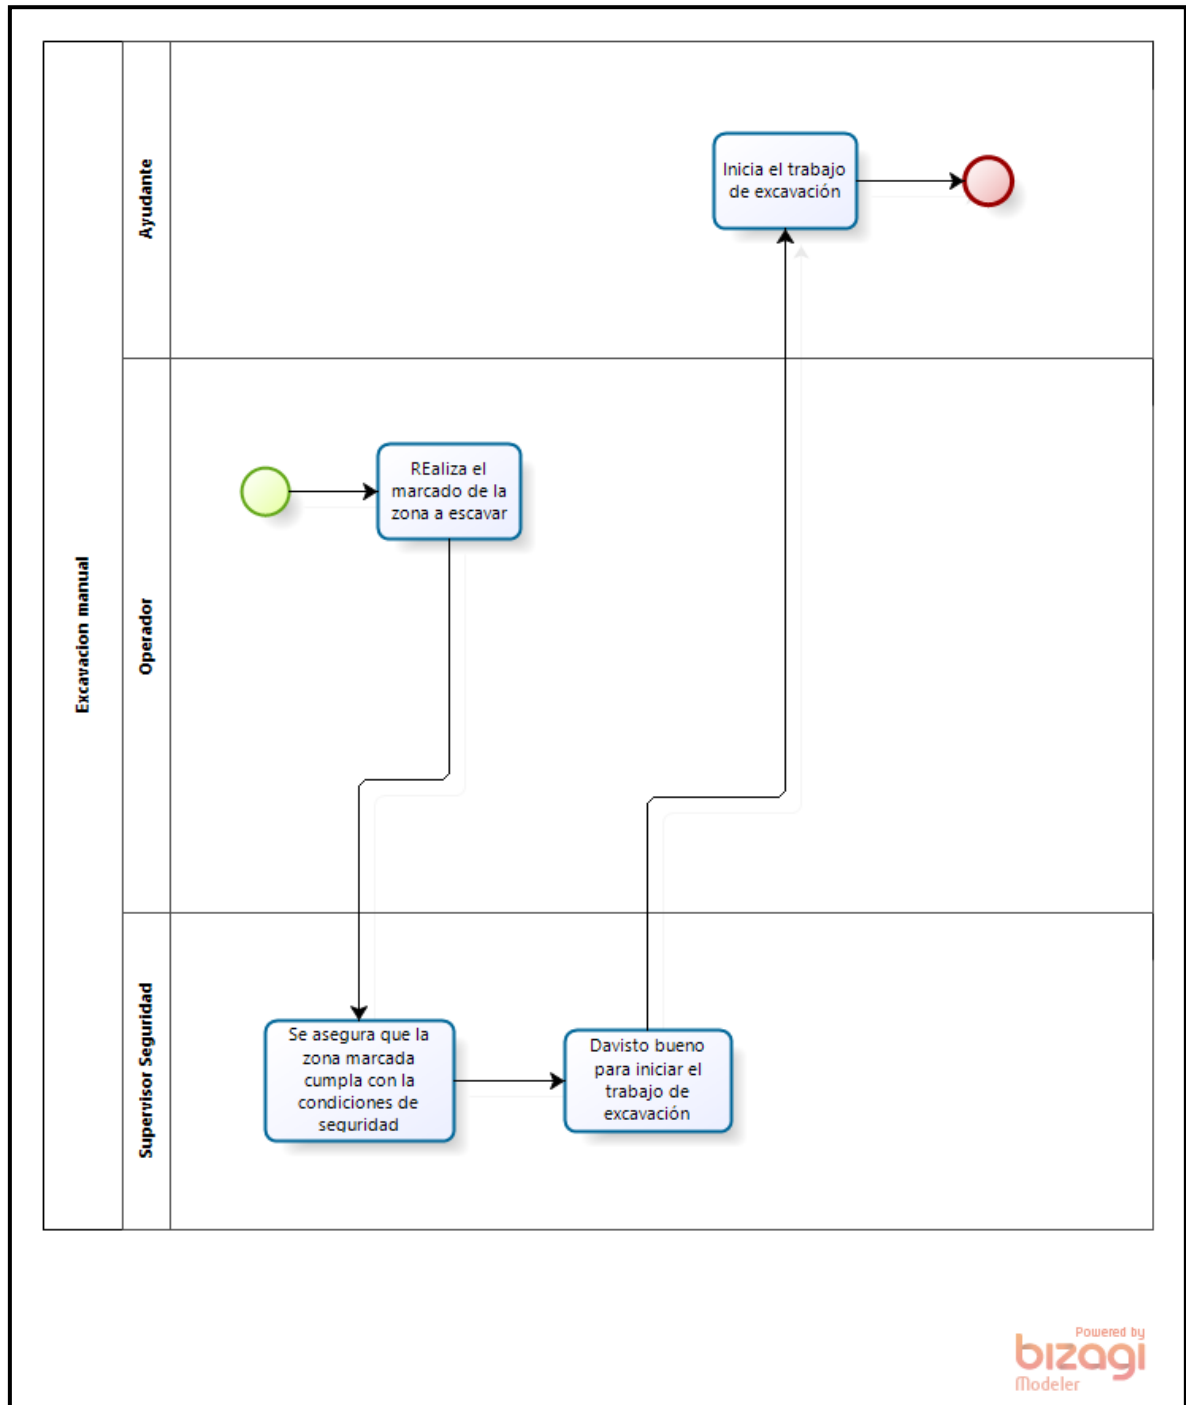 Excavacion manual
Ayudante
Inicia el trabajo
de excavación
Operador
REaliza el
marcado de la
zona a escavar
Supervisor Seguridad
Se asegura que la
zona marcada
cumpla con la
condiciones de
seguridad
Davisto bueno
para iniciar el
trabajo de
excavación
Powered by
bizagi
Modeler